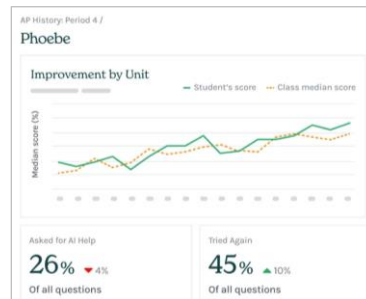 AP History: Period 4 /
Phoebe
Improvement by Unit
Student's score
Class median score
Median score (%)
Asked for AI Help
26% 4%
Of all questions
Tried Again
45% 10%
Of all questions